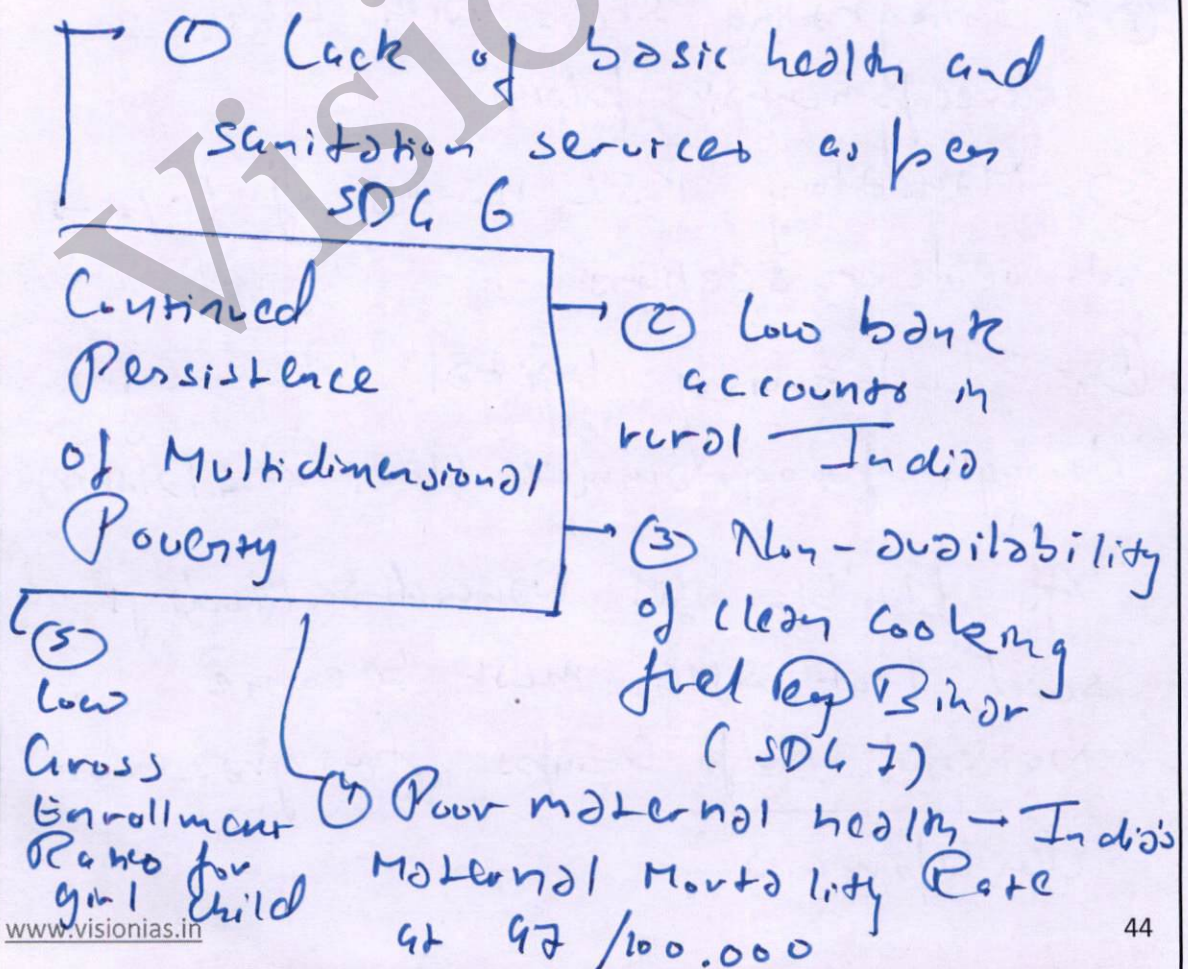 Visio
① Lack of basic health and
sanitation services as per
SDG 6
Continued
Persistence
of Multidimensional
Poverty
② Low bank
accounts in
rural India
③ Non-availability
of clean cooking
fuel eg Bihar
(SDG 7)
④ Poor maternal health → India's
Maternal Mortality Rate
at 97 /100.000
⑤
Low
Gross
Enrollment
Ratio for
girl child
www.visionias.in
44